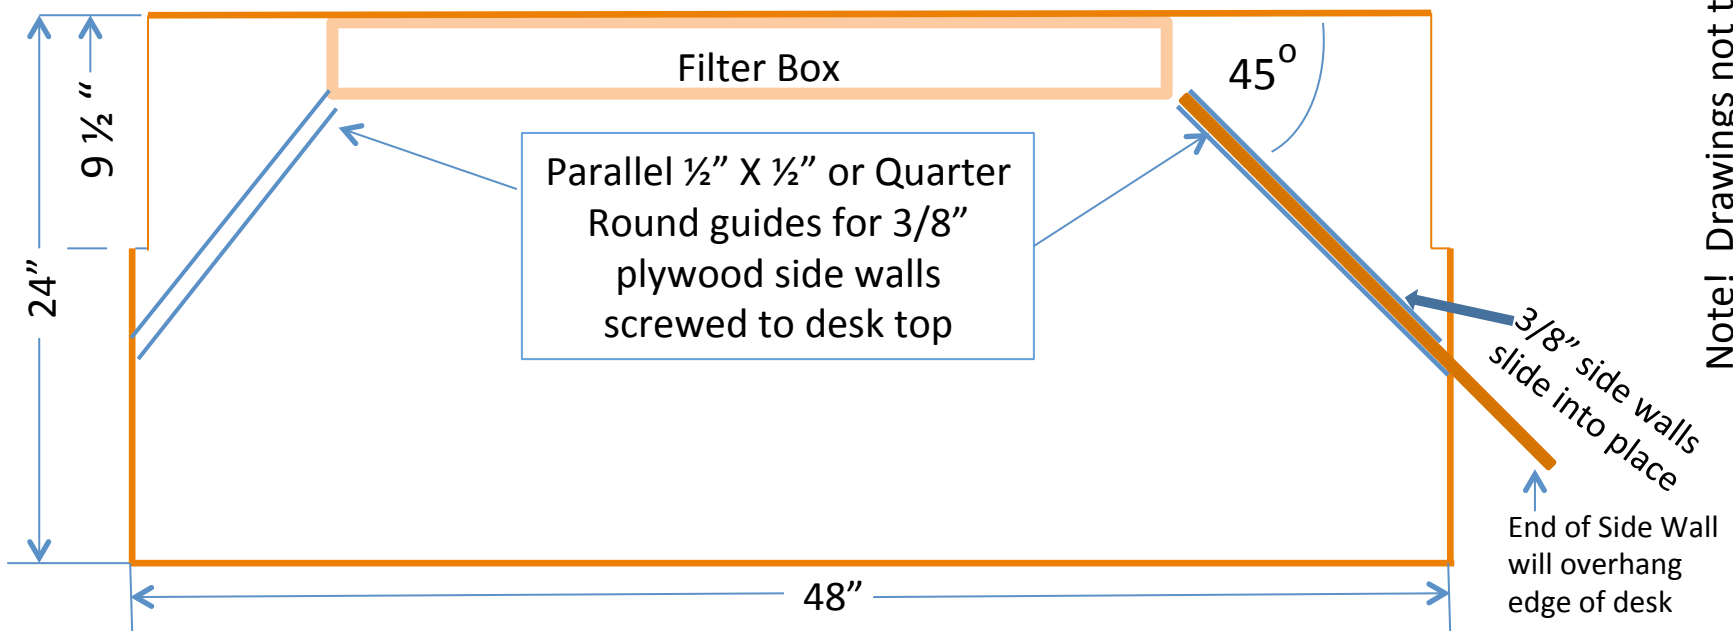 Filter Box
45o
9 ½ “
24”
Parallel ½” X ½” or Quarter
Round guides for 3/8”
plywood side walls
screwed to desk top
3/8” side walls
slide into place
End of Side Wall
will overhang
edge of desk
48”
Note! Drawings not